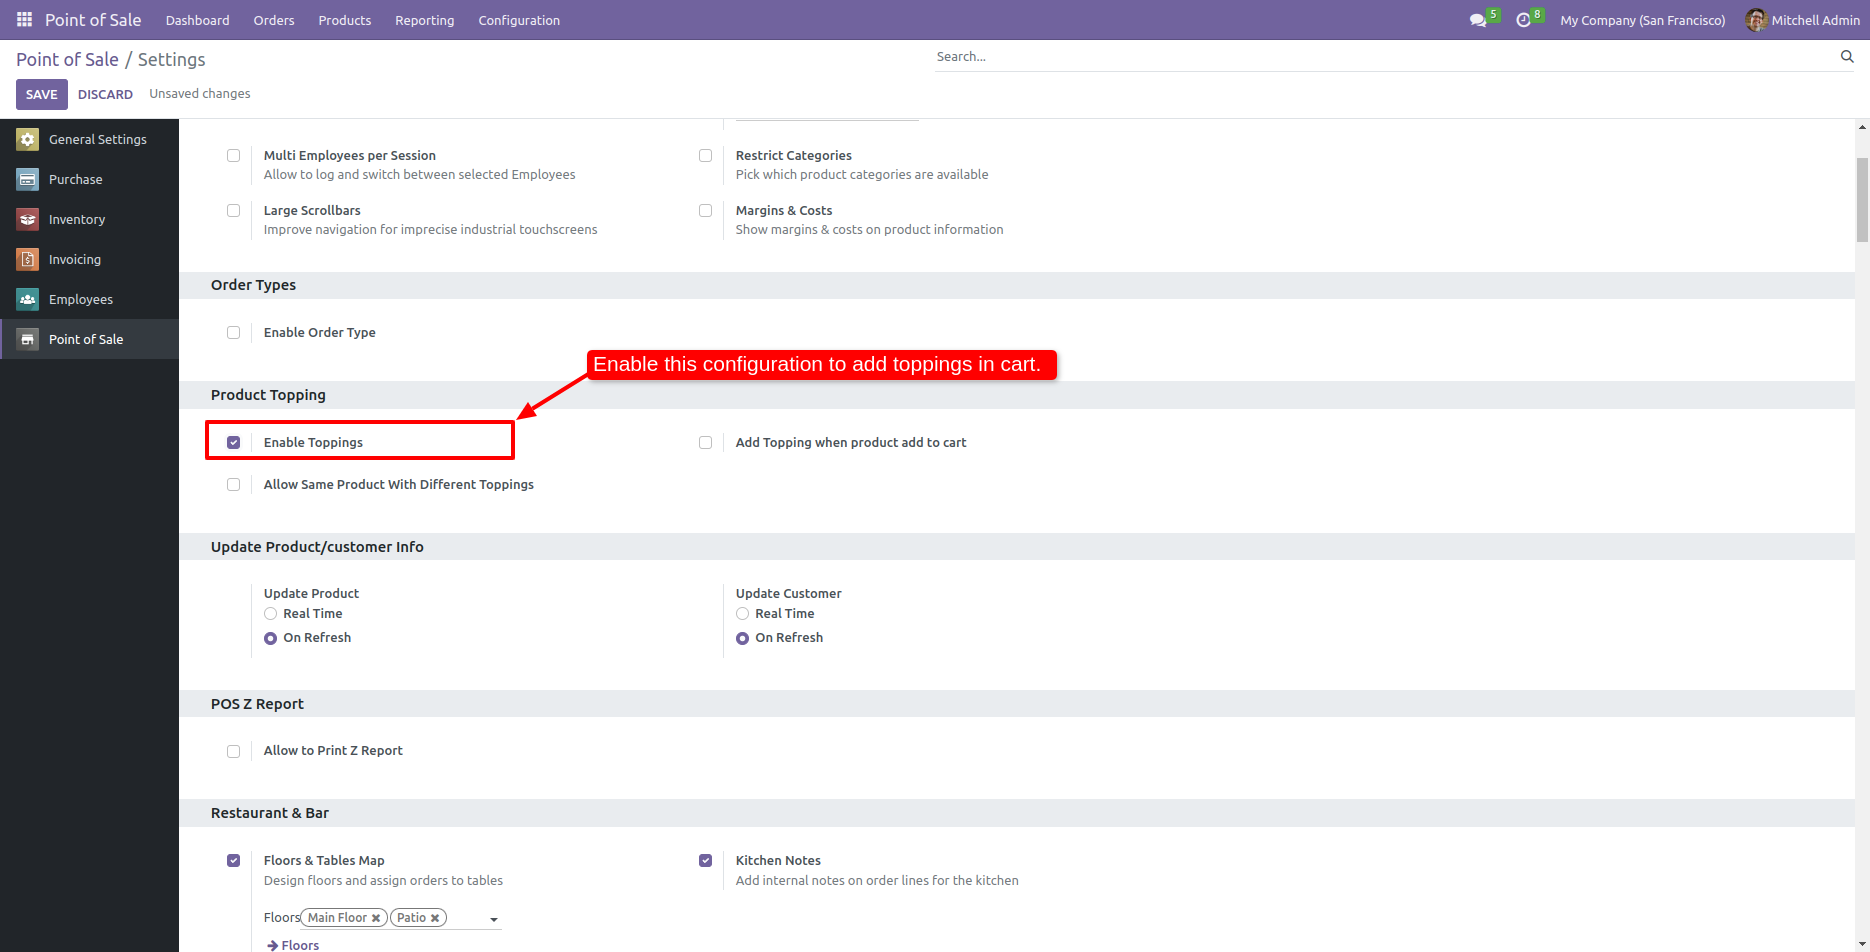 Point of Sale Dashboard Orders Products Reporting Configuration 5 8 My Company (San Francisco) Mitchell Admin
Point of Sale / Settings
Search...
SAVE DISCARD Unsaved changes
General Settings
Purchase
Inventory
Invoicing
Employees
Point of Sale
Multi Employees per Session
Allow to log and switch between selected Employees
Restrict Categories
Pick which product categories are available
Large Scrollbars
Improve navigation for imprecise industrial touchscreens
Margins & Costs
Show margins & costs on product information
Order Types
Enable Order Type
Enable this configuration to add toppings in cart.
Product Topping
Enable Toppings
Add Topping when product add to cart
Allow Same Product With Different Toppings
Update Product/customer Info
Update Product
Real Time
On Refresh
Update Customer
Real Time
On Refresh
POS Z Report
Allow to Print Z Report
Restaurant & Bar
Floors & Tables Map
Design floors and assign orders to tables
Kitchen Notes
Add internal notes on order lines for the kitchen
Floors Main Floor Patio
Floors